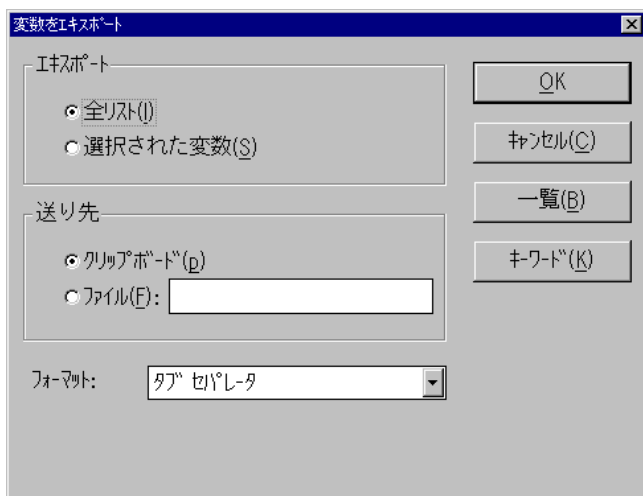 変数をｴｷｽﾎﾟｰﾄ
ｴｷｽﾎﾟｰﾄ
全ﾘｽﾄ(I)
選択された変数(S)
送り先
ｸﾘｯﾌﾟﾎﾞｰﾄﾞ(p)
ﾌｧｲﾙ(F):
ﾌｫｰﾏｯﾄ:
ﾀﾌﾞ ｾﾊﾟﾚｰﾀ
OK
ｷｬﾝｾﾙ(C)
一覧(B)
ｷｰﾜｰﾄﾞ(K)